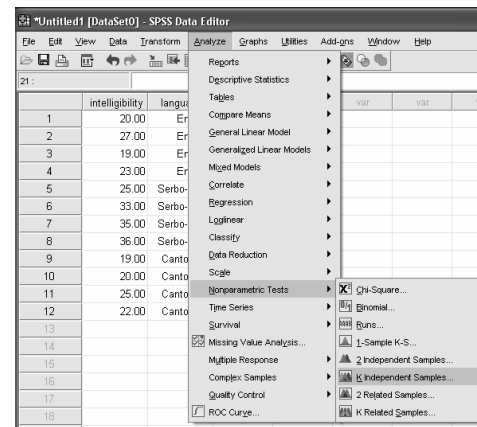 *Untitled1 [DataSet0] - SPSS Data Editor
File Edit View Data Transform Analyze Graphs Utilities Add-ons Window Help
21 :
intelligibility langua var var
1 20.00 En
2 27.00 En
3 19.00 En
4 23.00 En
5 25.00 Serbo-
6 33.00 Serbo-
7 35.00 Serbo-
8 36.00 Serbo-
9 19.00 Canto
10 20.00 Canto
11 25.00 Canto
12 22.00 Canto
13
14
15
16
17
18
Reports
Descriptive Statistics
Tables
Compare Means
General Linear Model
Generalized Linear Models
Mixed Models
Correlate
Regression
Loglinear
Classify
Data Reduction
Scale
Nonparametric Tests
Time Series
Survival
Missing Value Analysis...
Multiple Response
Complex Samples
Quality Control
ROC Curve...
Chi-Square...
Binomial...
Runs...
1-Sample K-S...
2 Independent Samples...
K Independent Samples...
2 Related Samples...
K Related Samples...